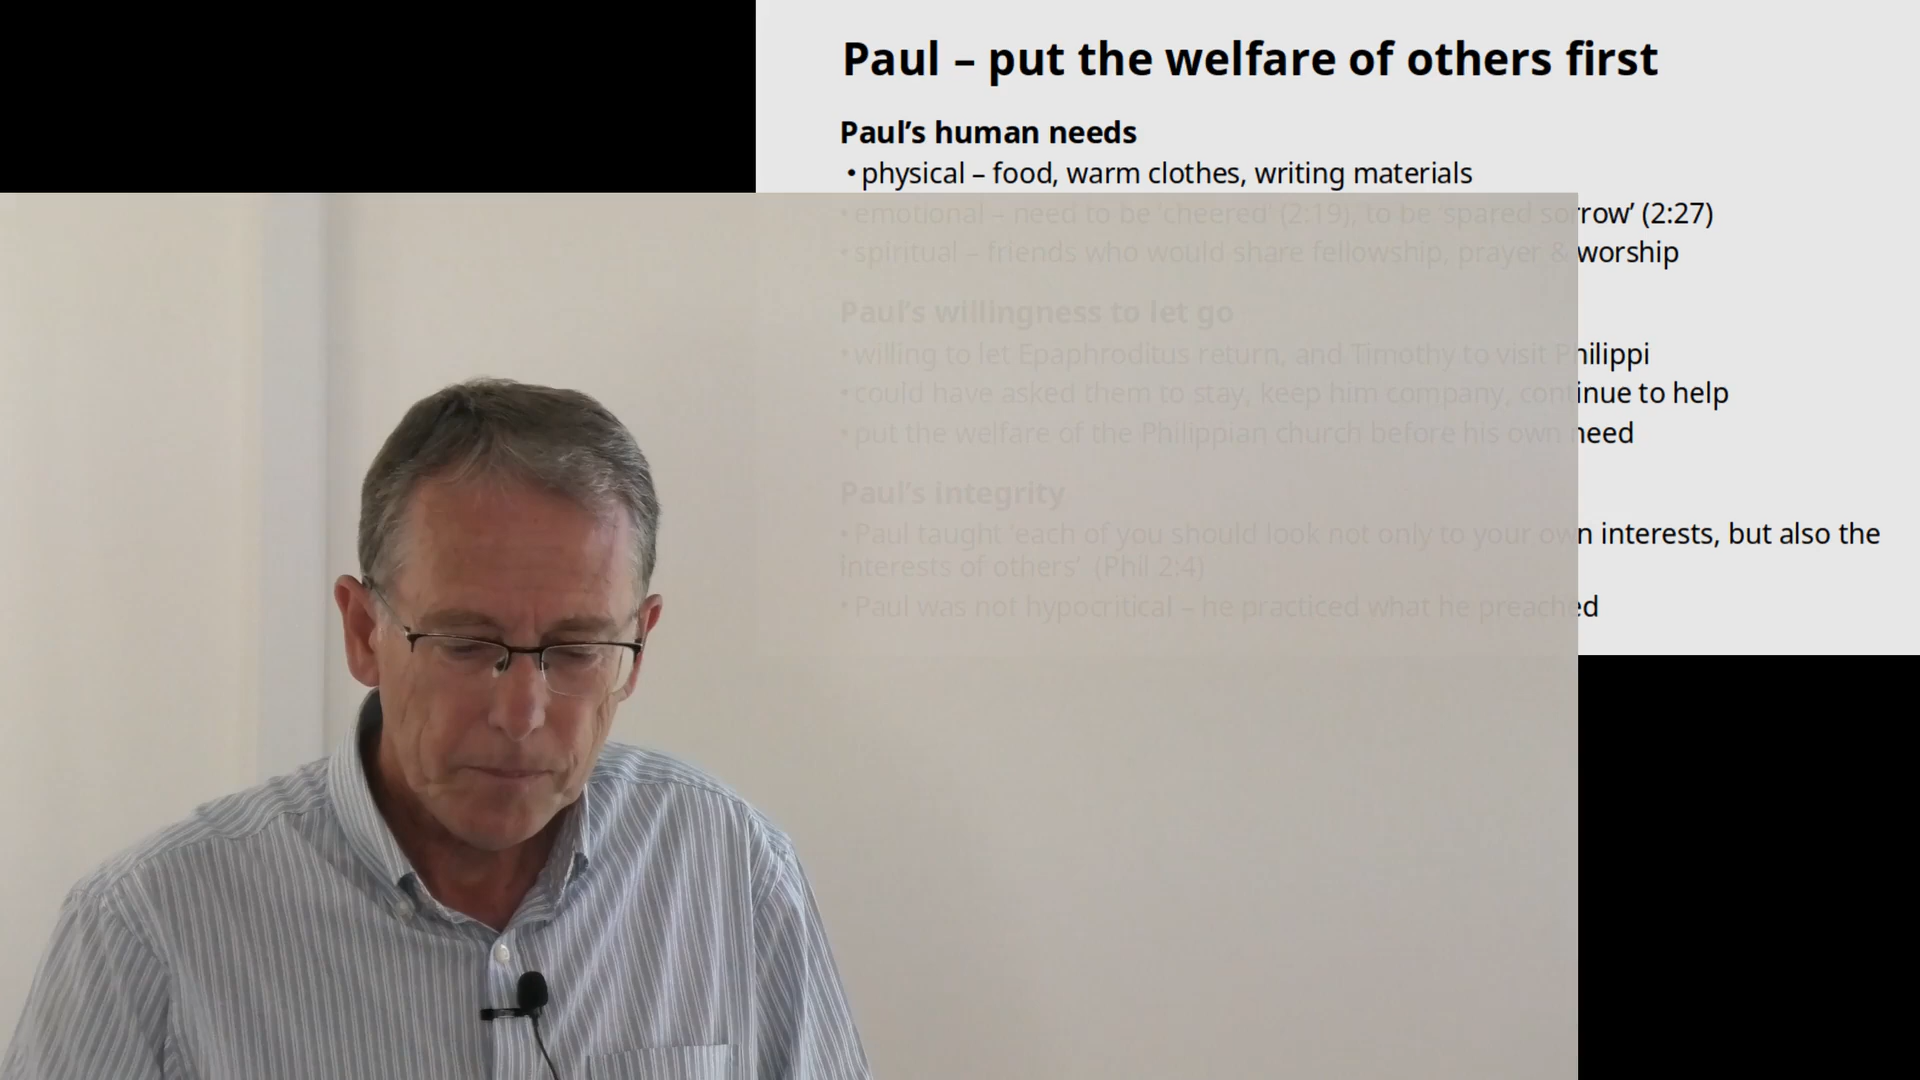 Paul – put the welfare of others first
Paul’s human needs
• physical – food, warm clothes, writing materials
• emotional – need to be ‘cheered’ (2:19), to be ‘spared sorrow’ (2:27)
• spiritual – friends who would share fellowship, prayer & worship
Paul’s willingness to let go
• willing to let Epaphroditus return, and Timothy to visit Philippi
• could have asked them to stay, keep him company, continue to help
• put the welfare of the Philippian church before his own need
Paul’s integrity
• Paul taught ‘each of you should look not only to your own interests, but also the
interests of others’ (Phil 2:4)
• Paul was not hypocritical – he practiced what he preached